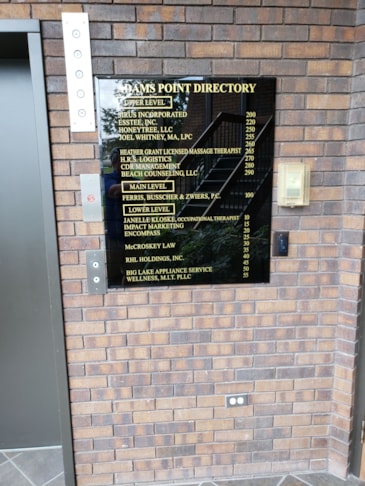 ADAMS POINT DIRECTORY
UPPER LEVEL
SIRUS INCORPORATED 200
ESSTEE, INC. 220
HONEYTREE, LLC 250
JOEL WHITNEY, MA, LPC 255
260
HEATHER GRANT LICENSED MASSAGE THERAPIST 265
H.R.S. LOGISTICS 270
CDR MANAGEMENT 280
BEACH COUNSELING, LLC 290
MAIN LEVEL
FERRIS, BUSSCHER & ZWIERS, P.C. 100
LOWER LEVEL
JANELLE KLOSKE, OCCUPATIONAL THERAPIST 10
IMPACT MARKETING 15
ENCOMPASS 20
25
McCROSKEY LAW 30
35
RHL HOLDINGS, INC. 40
45
BIG LAKE APPLIANCE SERVICE 50
WELLNESS, M.I.T. PLLC 55